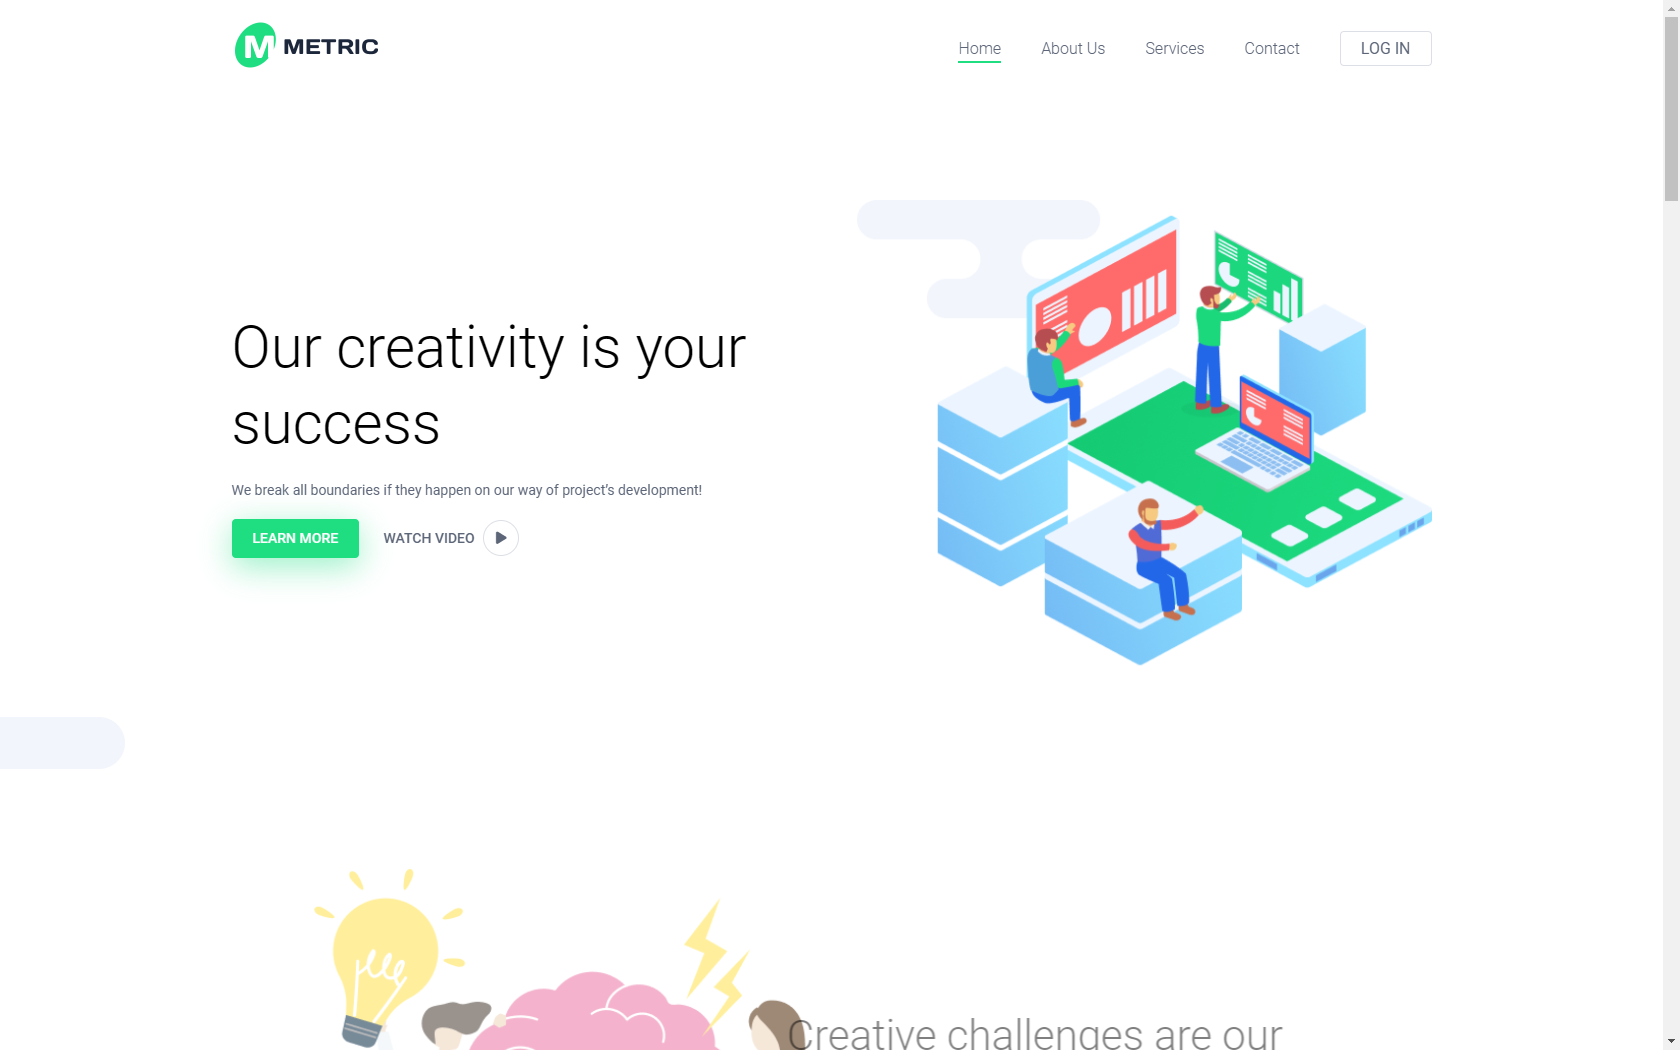 METRIC
Home
About Us
Services
Contact
LOG IN
Our creativity is your
success
We break all boundaries if they happen on our way of project’s development!
LEARN MORE
WATCH VIDEO
Creative challenges are our